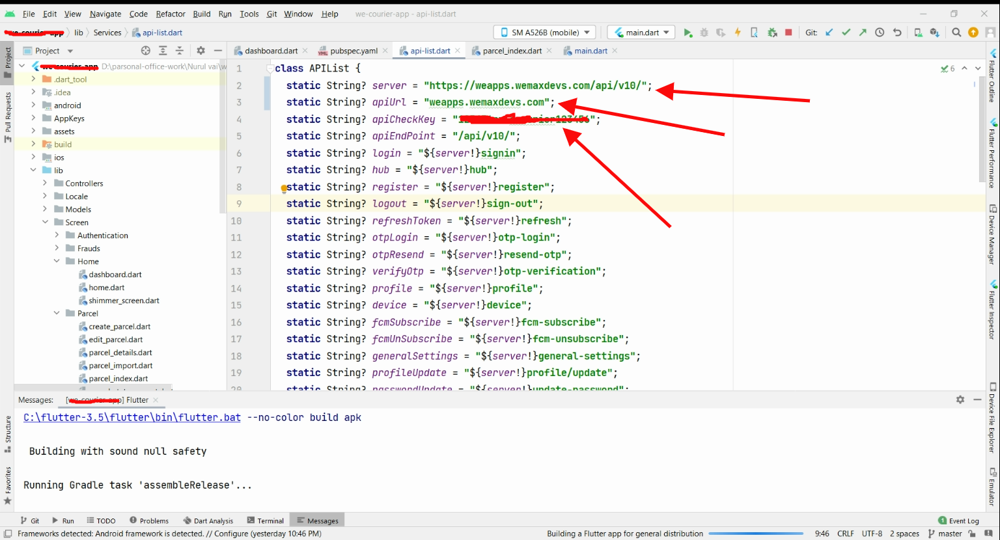 File Edit View Navigate Code Refactor Build Run Tools Git Window Help we-courier-app - api-list.dart
lib Services api-list.dart SM A526B (mobile) main.dart Git:
Project
dashboard.dart pubspec.yaml api-list.dart parcel_index.dart main.dart
D:\parsonal-office-work\Nurul vai\w
.dart_tool
.idea
android
AppKeys
assets
build
ios
lib
Controllers
Locale
Models
Screen
Authentication
Frauds
Home
dashboard.dart
home.dart
shimmer_screen.dart
Parcel
create_parcel.dart
edit_parcel.dart
parcel_details.dart
parcel_import.dart
parcel_index.dart
6
1 class APIList {
2 static String? server = "https://weapps.wemaxdevs.com/api/v10/";
3 static String? apiUrl = "weapps.wemaxdevs.com";
4 static String? apiCheckKey = "";
5 static String? apiEndPoint = "/api/v10/";
6 static String? login = "${server!}signin";
7 static String? hub = "${server!}hub";
8 static String? register = "${server!}register";
9 static String? logout = "${server!}sign-out";
10 static String? refreshToken = "${server!}refresh";
11 static String? otpLogin = "${server!}otp-login";
12 static String? otpResend = "${server!}resend-otp";
13 static String? verifyOtp = "${server!}otp-verification";
14 static String? profile = "${server!}profile";
15 static String? device = "${server!}device";
16 static String? fcmSubscribe = "${server!}fcm-subscribe";
17 static String? fcmUnSubscribe = "${server!}fcm-unsubscribe";
18 static String? generalSettings = "${server!}general-settings";
19 static String? profileUpdate = "${server!}profile/update";
20 static String? passwordUpdate = "${server!}update-password";
Project
Pull Requests
Structure
Favorites
Flutter Outline
Flutter Performance
Device Manager
Flutter Inspector
Device File Explorer
Emulator
Messages: Flutter
C:\flutter-3.5\flutter\bin\flutter.bat --no-color build apk
Building with sound null safety
Running Gradle task 'assembleRelease'...
Git Run TODO Problems Dart Analysis Terminal Messages 1 Event Log
Frameworks detected: Android framework is detected. // Configure (yesterday 10:46 PM) Building a Flutter app for general distribution 9:46 CRLF UTF-8 2 spaces master